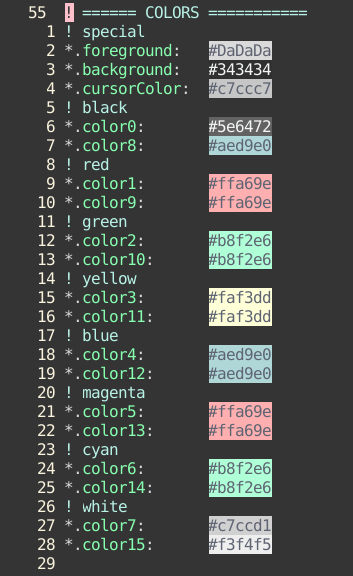 55 ! ====== COLORS ===========
1 ! special
2 *.foreground: #DaDaDa
3 *.background: #343434
4 *.cursorColor: #c7ccc7
5 ! black
6 *.color0: #5e6472
7 *.color8: #aed9e0
8 ! red
9 *.color1: #ffa69e
10 *.color9: #ffa69e
11 ! green
12 *.color2: #b8f2e6
13 *.color10: #b8f2e6
14 ! yellow
15 *.color3: #faf3dd
16 *.color11: #faf3dd
17 ! blue
18 *.color4: #aed9e0
19 *.color12: #aed9e0
20 ! magenta
21 *.color5: #ffa69e
22 *.color13: #ffa69e
23 ! cyan
24 *.color6: #b8f2e6
25 *.color14: #b8f2e6
26 ! white
27 *.color7: #c7ccd1
28 *.color15: #f3f4f5
29